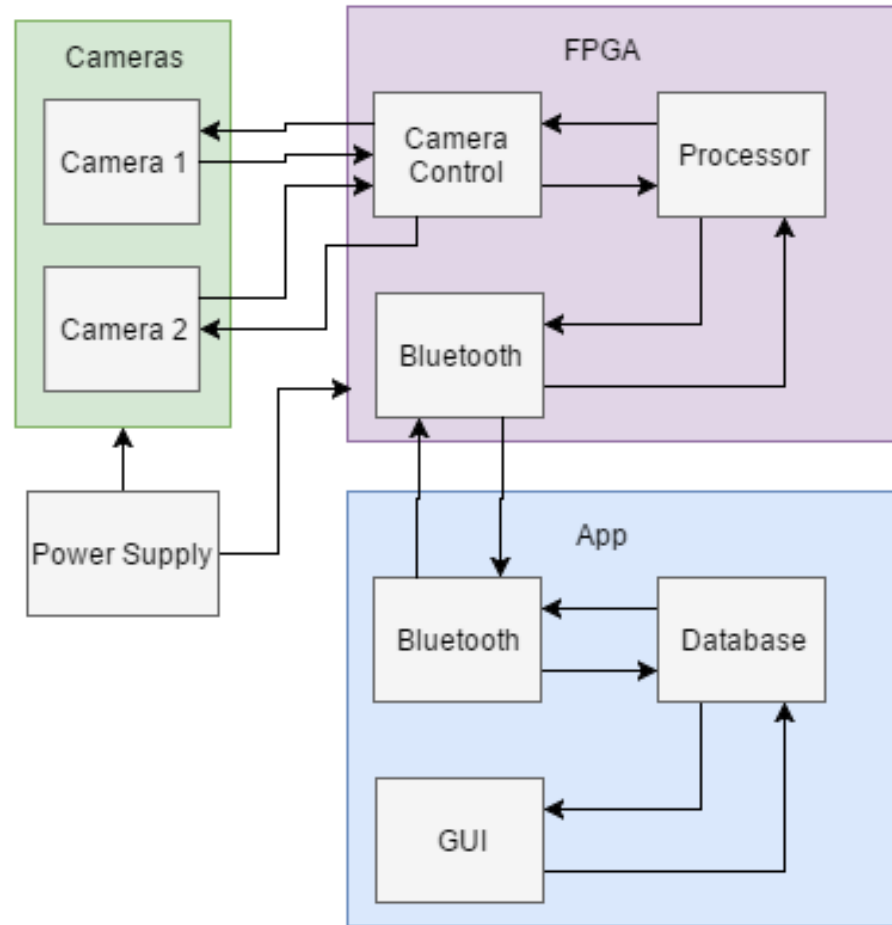 Cameras
FPGA
Camera 1
Camera
Control
Processor
Camera 2
Bluetooth
Power Supply
App
Bluetooth
Database
GUI